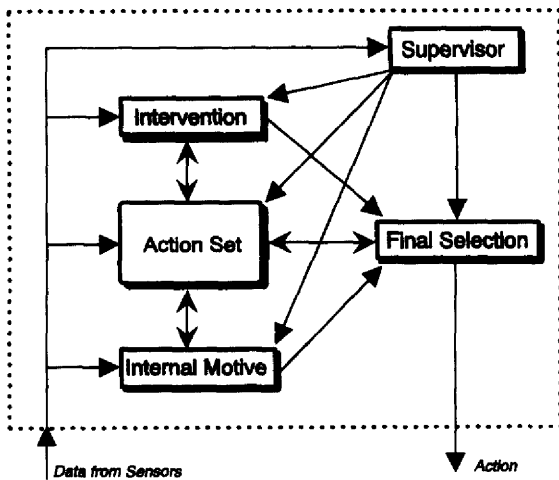 Supervisor
Intervention
Action Set
Final Selection
Internal Motive
Data from Sensors
Action